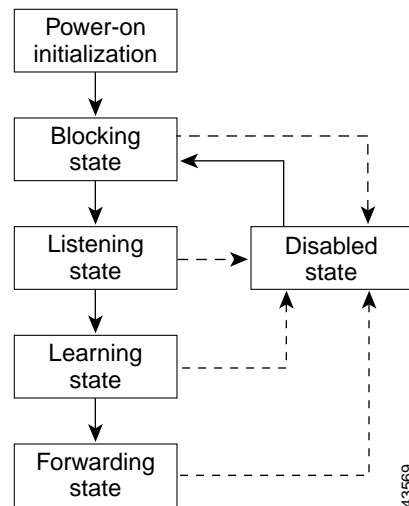 Power-on
initialization
Blocking
state
Listening
state
Disabled
state
Learning
state
Forwarding
state
43569